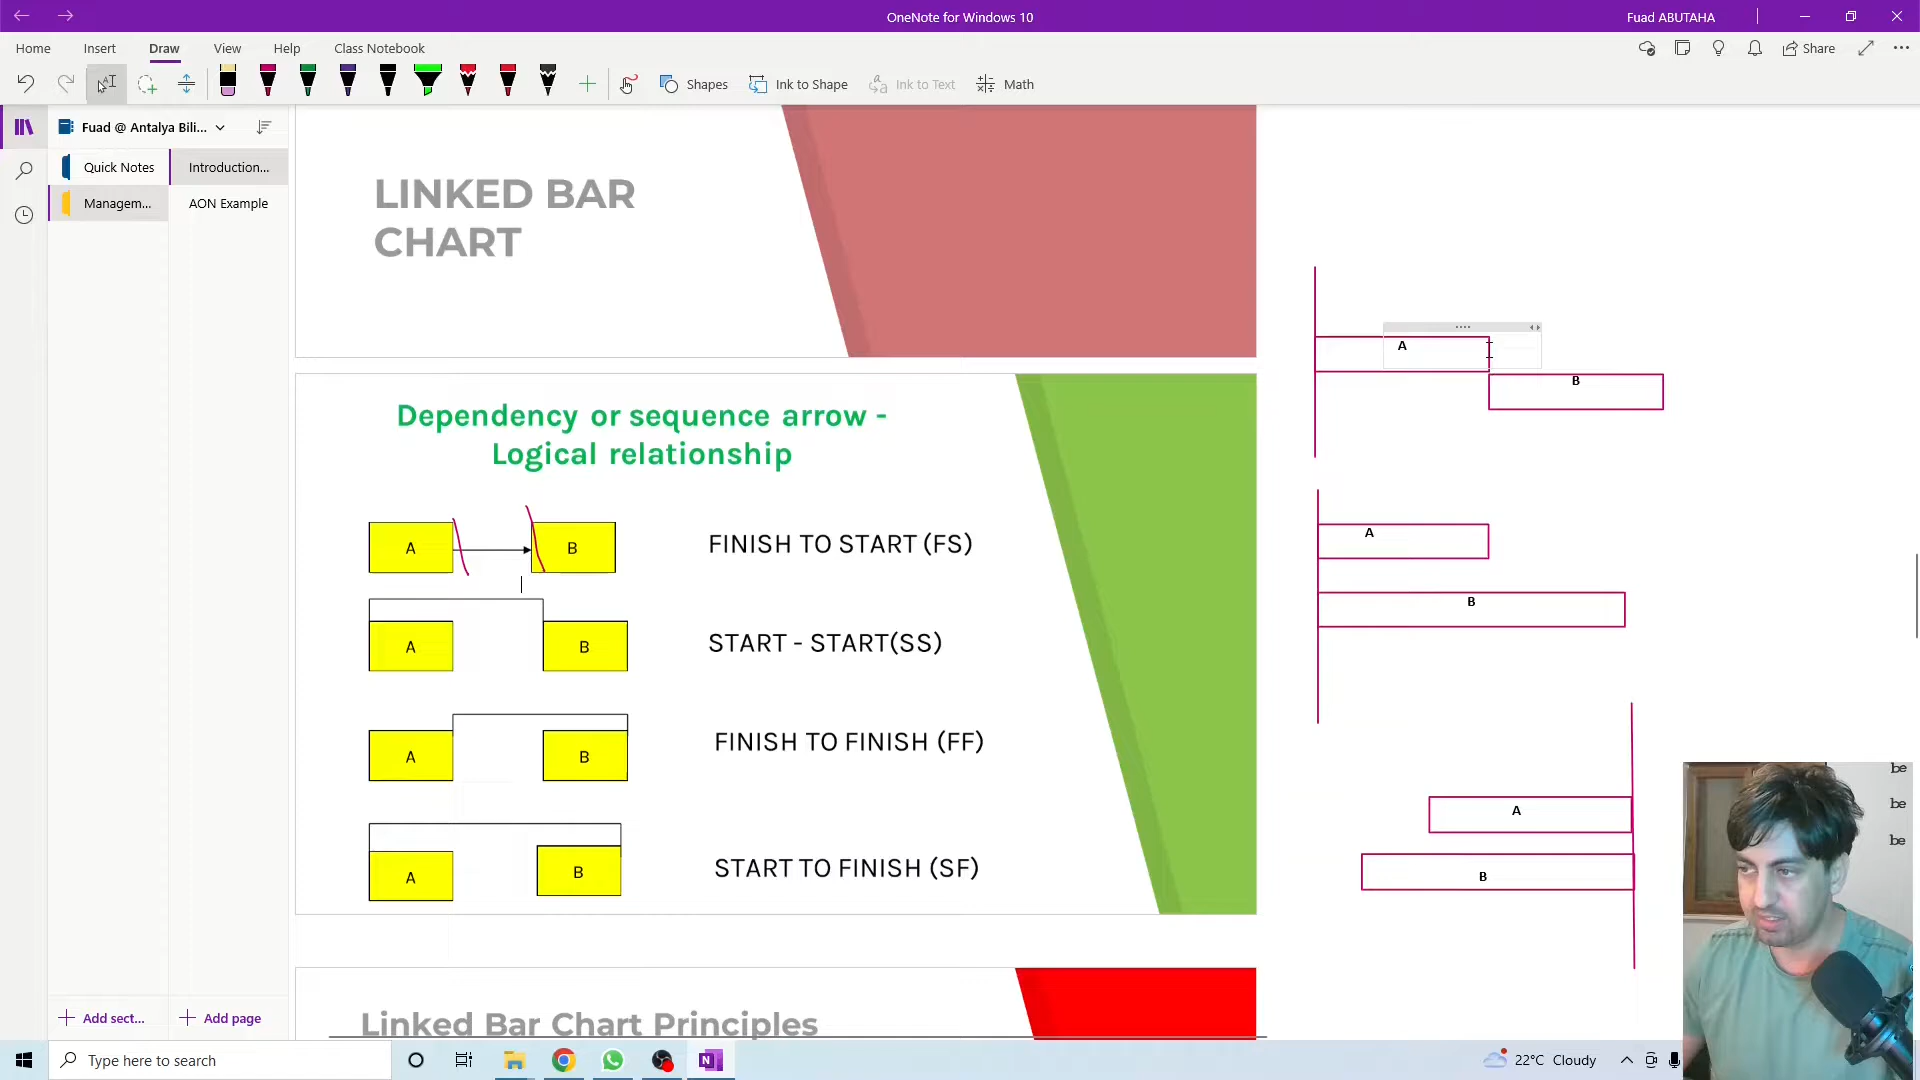 OneNote for Windows 10
Fuad ABUTAHA
Home
Insert
Draw
View
Help
Class Notebook
Share
Shapes
Ink to Shape
Ink to Text
Math
Fuad @ Antalya Bili...
Quick Notes
Introduction...
Managem...
AON Example
LINKED BAR
CHART
A
B
Dependency or sequence arrow -
Logical relationship
A
B
FINISH TO START (FS)
A
B
START - START(SS)
A
B
FINISH TO FINISH (FF)
A
B
START TO FINISH (SF)
A
B
A
B
be
be
be
Linked Bar Chart Principles
Add sect...
Add page
Type here to search
22°C Cloudy